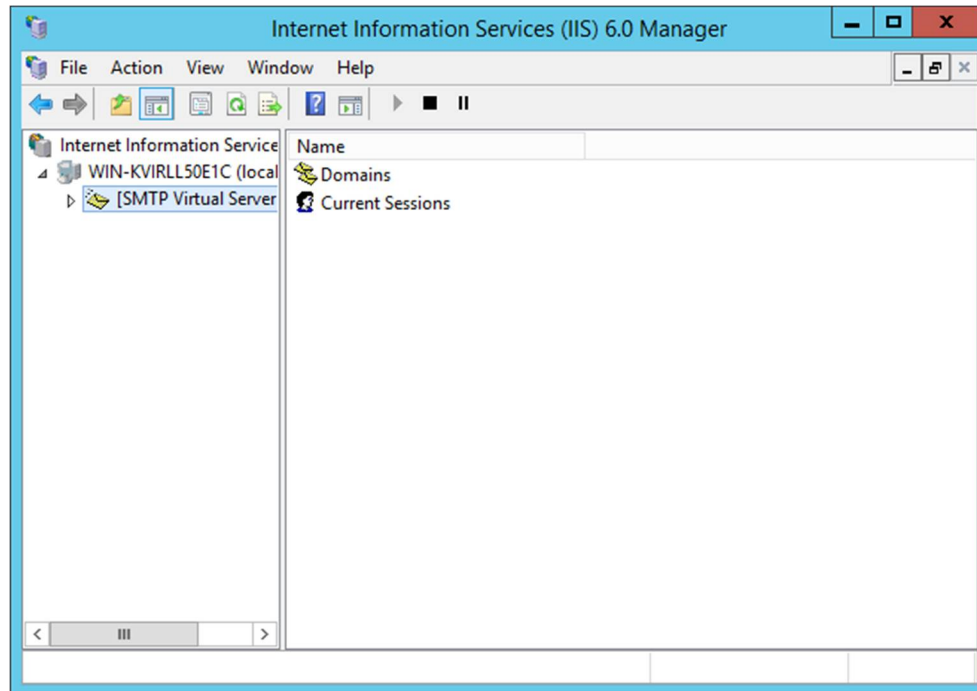 Internet Information Services (IIS) 6.0 Manager
File Action View Window Help
Internet Information Service
WIN-KVIRLL50E1C (local
[SMTP Virtual Server
Name
Domains
Current Sessions